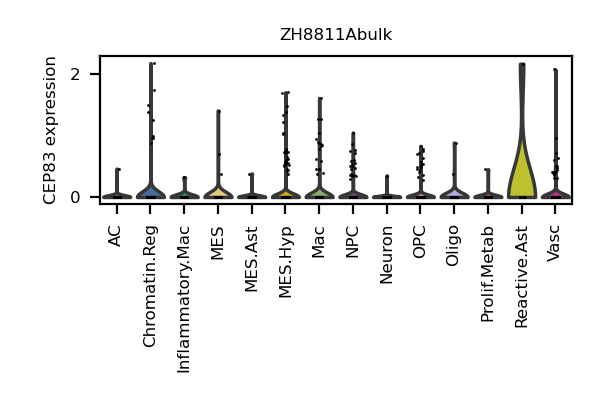 ZH8811Abulk
CEP83 expression
2
0
AC
Chromatin.Reg
Inflammatory.Mac
MES
MES.Ast
MES.Hyp
Mac
NPC
Neuron
OPC
Oligo
Prolif.Metab
Reactive.Ast
Vasc